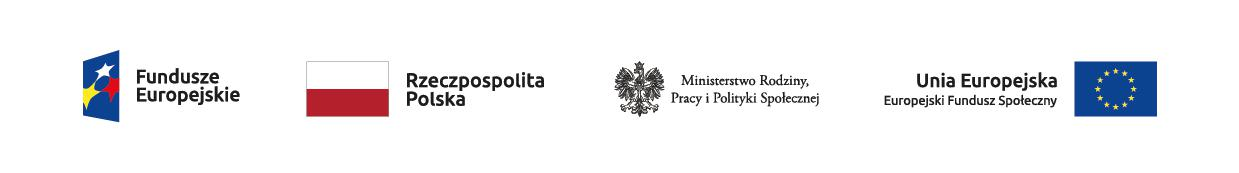 Fundusze
Europejskie
Rzeczpospolita
Polska
Ministerstwo Rodziny,
Pracy i Polityki Społecznej
Unia Europejska
Europejski Fundusz Społeczny